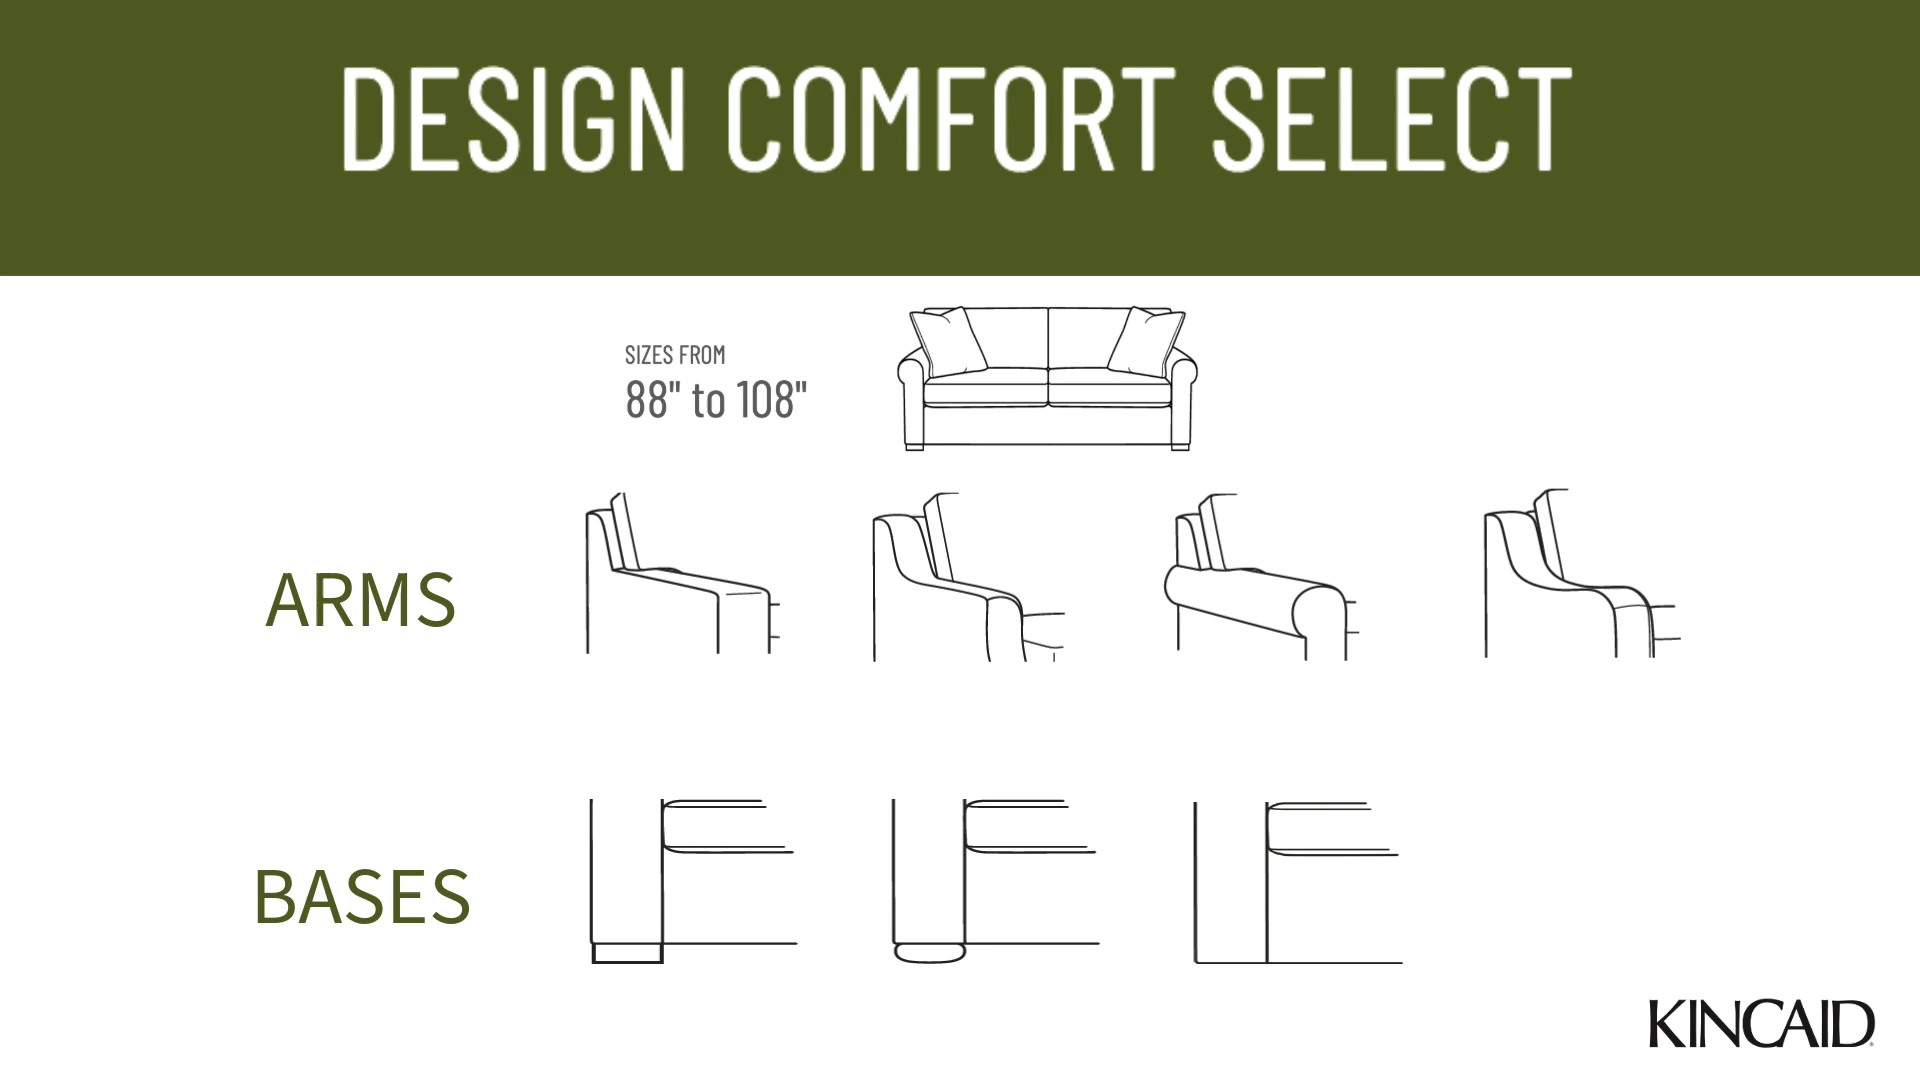 DESIGN COMFORT SELECT
SIZES FROM
88" to 108"
ARMS
BASES
KINCAID®